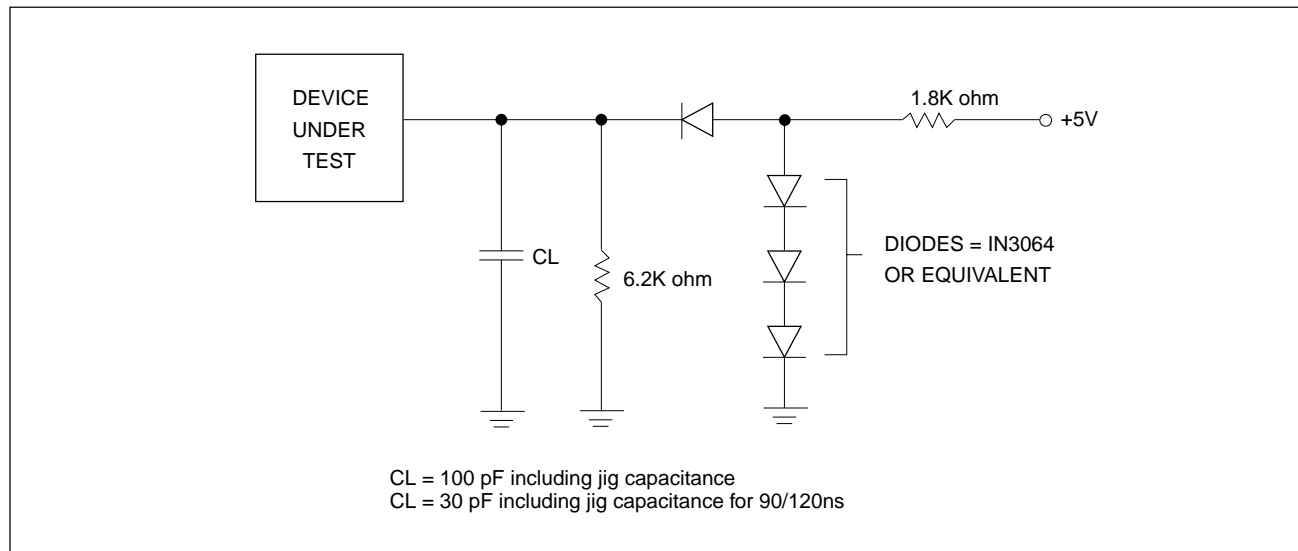 DEVICE
UNDER
TEST
1.8K ohm
+5V
CL
6.2K ohm
DIODES = IN3064
OR EQUIVALENT
CL = 100 pF including jig capacitance
CL = 30 pF including jig capacitance for 90/120ns